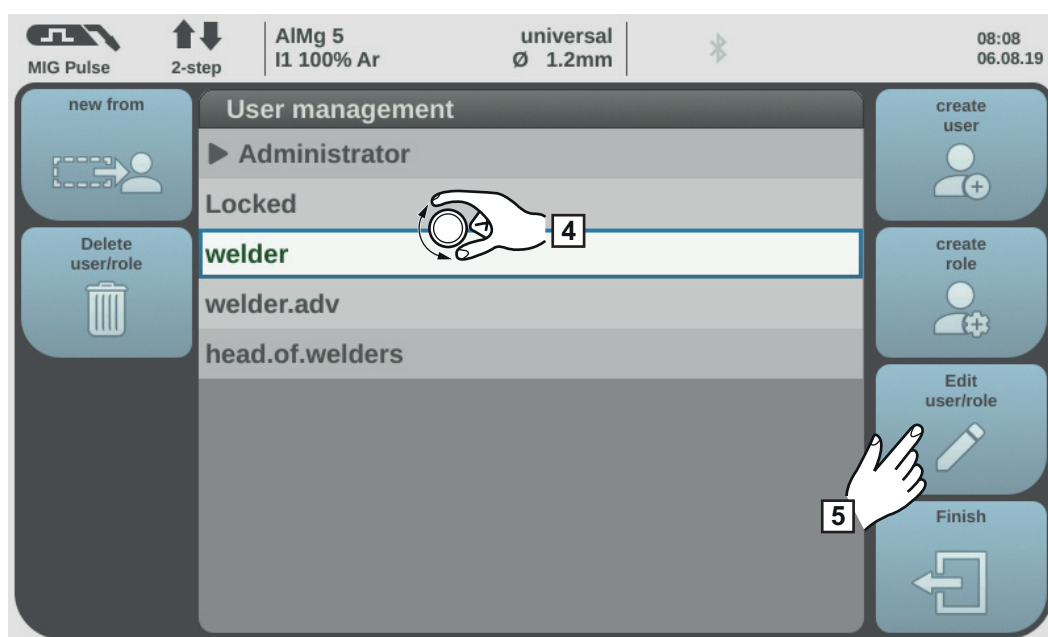 MIG Pulse
2-step
AlMg 5
I1 100% Ar
universal
Ø 1.2mm
08:08
06.08.19
new from
Delete
user/role
User management
Administrator
Locked
welder
welder.adv
head.of.welders
4
create
user
create
role
Edit
user/role
5
Finish